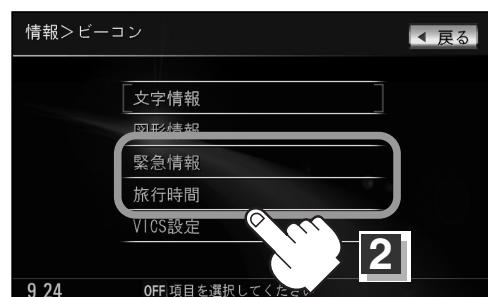 情報>ビーコン
◀ 戻る
文字情報
図形情報
緊急情報
旅行時間
VICS設定
2
9 24 OFF 項目を選択してください